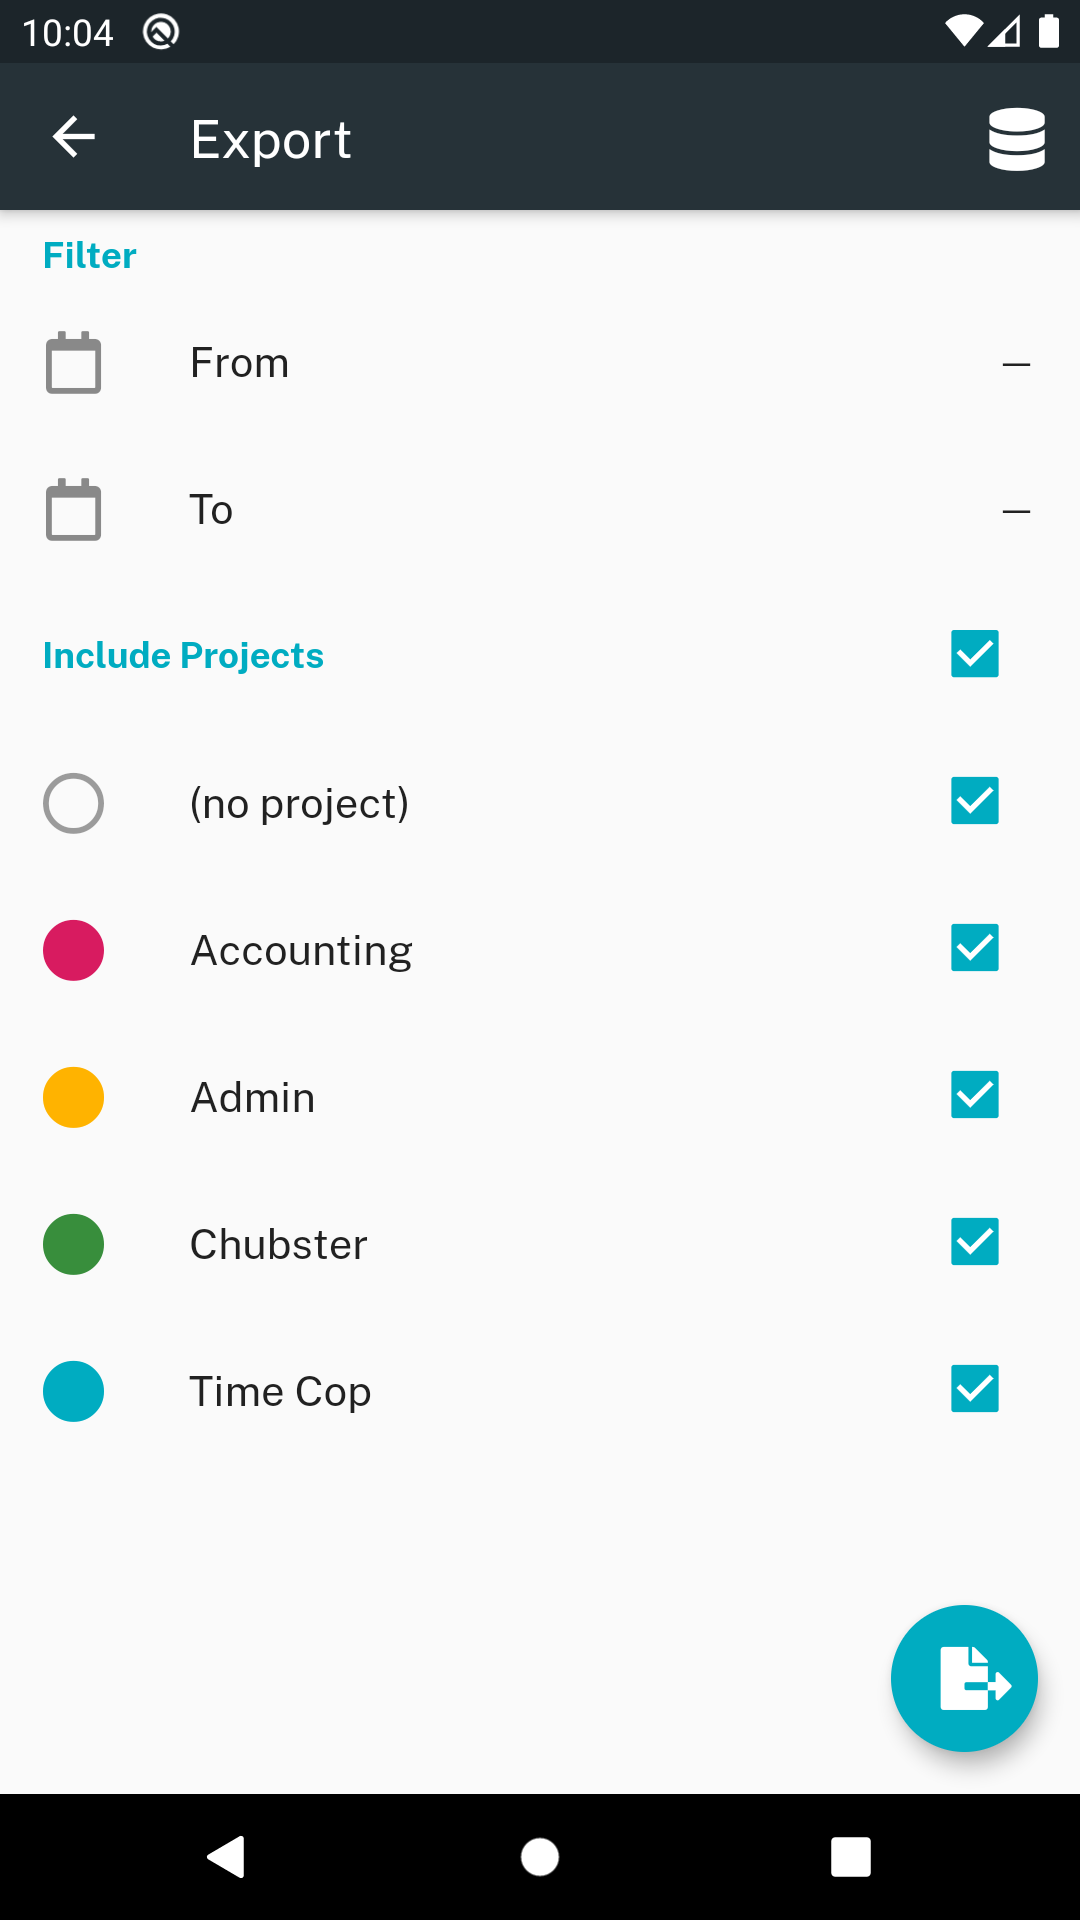 10:04
Export
Filter
From –
To –
Include Projects
(no project)
Accounting
Admin
Chubster
Time Cop